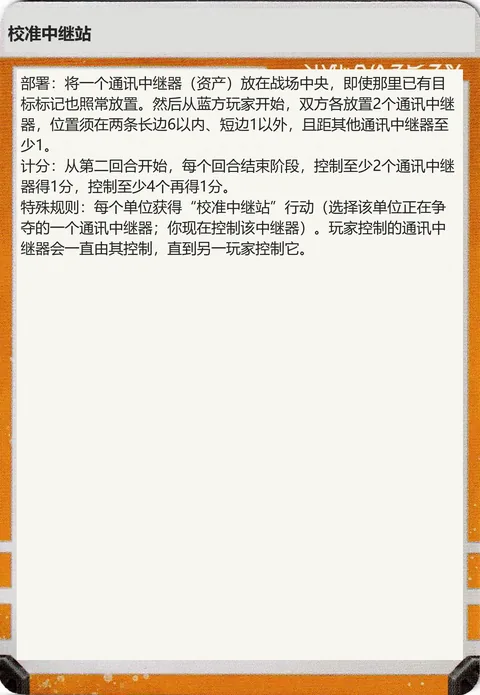 校准中继站
部署：将一个通讯中继器（资产）放在战场中央，即使那里已有目
标标记也照常放置。然后从蓝方玩家开始，双方各放置2个通讯中继
器，位置须在两条长边6以内、短边1以外，且距其他通讯中继器至
少1。
计分：从第二回合开始，每个回合结束阶段，控制至少2个通讯中继
器得1分，控制至少4个再得1分。
特殊规则：每个单位获得“校准中继站”行动（选择该单位正在争
夺的一个通讯中继器；你现在控制该中继器）。玩家控制的通讯中
继器会一直由其控制，直到另一玩家控制它。